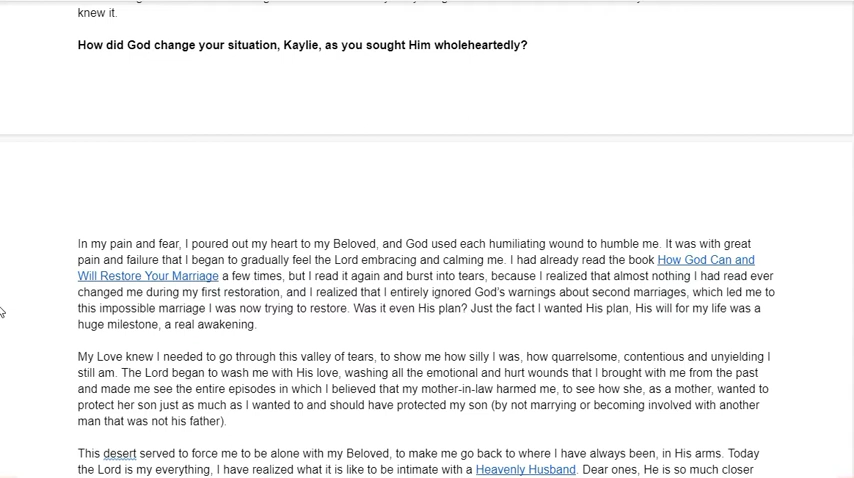 knew it.
How did God change your situation, Kaylie, as you sought Him wholeheartedly?
In my pain and fear, I poured out my heart to my Beloved, and God used each humiliating wound to humble me. It was with great
pain and failure that I began to gradually feel the Lord embracing and calming me. I had already read the book How God Can and
Will Restore Your Marriage a few times, but I read it again and burst into tears, because I realized that almost nothing I had read ever
changed me during my first restoration, and I realized that I entirely ignored God's warnings about second marriages, which led me to
this impossible marriage I was now trying to restore. Was it even His plan? Just the fact I wanted His plan, His will for my life was a
huge milestone, a real awakening.
My Love knew I needed to go through this valley of tears, to show me how silly I was, how quarrelsome, contentious and unyielding I
still am. The Lord began to wash me with His love, washing all the emotional and hurt wounds that I brought with me from the past
and made me see the entire episodes in which I believed that my mother-in-law harmed me, to see how she, as a mother, wanted to
protect her son just as much as I wanted to and should have protected my son (by not marrying or becoming involved with another
man that was not his father).
This desert served to force me to be alone with my Beloved, to make me go back to where I have always been, in His arms. Today
the Lord is my everything, I have realized what it is like to be intimate with a Heavenly Husband. Dear ones, He is so much closer